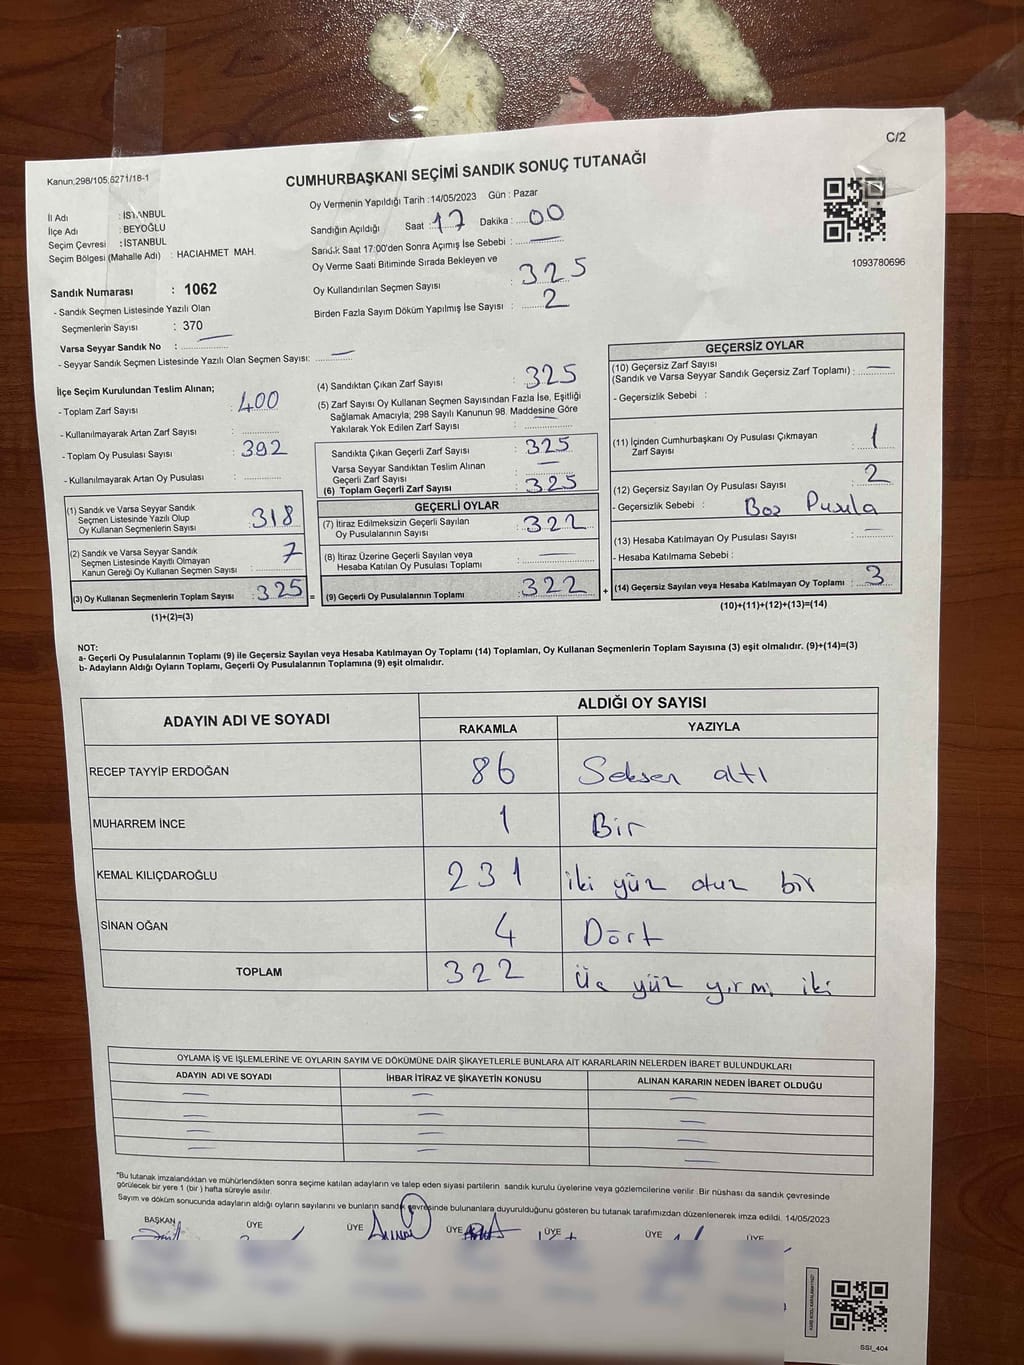 C/2
Kanun;298/105,6271/18-1
CUMHURBAŞKANI SEÇİMİ SANDIK SONUÇ TUTANAĞI
1093780696
İl Adı : İSTANBUL
İlçe Adı : BEYOĞLU
Seçim Çevresi : İSTANBUL
Seçim Bölgesi (Mahalle Adı) : HACIAHMET MAH.
Sandık Numarası : 1062
- Sandık Seçmen Listesinde Yazılı Olan
Seçmenlerin Sayısı : 370
Varsa Seyyar Sandık No :
- Seyyar Sandık Seçmen Listesinde Yazılı Olan Seçmen Sayısı:
Oy Vermenin Yapıldığı Tarih :14/05/2023 Gün : Pazar
Sandığın Açıldığı Saat : 17 Dakika : 00
Sandık Saat 17:00'den Sonra Açımış İse Sebebi :
Oy Verme Saati Bitiminde Sırada Bekleyen ve
Oy Kullandırılan Seçmen Sayısı : 325
Birden Fazla Sayım Döküm Yapılmış İse Sayısı : 2
İlçe Seçim Kurulundan Teslim Alınan;
- Toplam Zarf Sayısı : 400
- Kullanılmayarak Artan Zarf Sayısı :
- Toplam Oy Pusulası Sayısı : 392
- Kullanılmayarak Artan Oy Pusulası :
(1) Sandık ve Varsa Seyyar Sandık
Seçmen Listesinde Yazılı Olup
Oy Kullanan Seçmenlerin Sayısı : 318
(2) Sandık ve Varsa Seyyar Sandık
Seçmen Listesinde Kayıtlı Olmayan
Kanun Gereği Oy Kullanan Seçmen Sayısı : 7
(3) Oy Kullanan Seçmenlerin Toplam Sayısı : 325
(1)+(2)=(3)
(4) Sandıktan Çıkan Zarf Sayısı : 325
(5) Zarf Sayısı Oy Kullanan Seçmen Sayısından Fazla İse, Eşitliği
Sağlamak Amacıyla; 298 Sayılı Kanunun 98. Maddesine Göre
Yakılarak Yok Edilen Zarf Sayısı :
Sandıkta Çıkan Geçerli Zarf Sayısı : 325
Varsa Seyyar Sandıktan Teslim Alınan
Geçerli Zarf Sayısı :
(6) Toplam Geçerli Zarf Sayısı : 325
GEÇERLİ OYLAR
(7) İtiraz Edilmeksizin Geçerli Sayılan
Oy Pusulalarının Sayısı : 322
(8) İtiraz Üzerine Geçerli Sayılan veya
Hesaba Katılan Oy Pusulası Toplamı :
= (9) Geçerli Oy Pusulalarının Toplamı : 322
GEÇERSİZ OYLAR
(10) Geçersiz Zarf Sayısı
(Sandık ve Varsa Seyyar Sandık Geçersiz Zarf Toplamı) :
- Geçersizlik Sebebi :
(11) İçinden Cumhurbaşkanı Oy Pusulası Çıkmayan
Zarf Sayısı : 1
(12) Geçersiz Sayılan Oy Pusulası Sayısı : 2
- Geçersizlik Sebebi : Boş Pusula
(13) Hesaba Katılmayan Oy Pusulası Sayısı :
- Hesaba Katılmama Sebebi :
+ (14) Geçersiz Sayılan veya Hesaba Katılmayan Oy Toplamı : 3
(10)+(11)+(12)+(13)=(14)
NOT:
a- Geçerli Oy Pusulalarının Toplamı (9) ile Geçersiz Sayılan veya Hesaba Katılmayan Oy Toplamı (14) Toplamları, Oy Kullanan Seçmenlerin Toplam Sayısına (3) eşit olmalıdır. (9)+(14)=(3)
b- Adayların Aldığı Oyların Toplamı, Geçerli Oy Pusulalarının Toplamına (9) eşit olmalıdır.
ADAYIN ADI VE SOYADI
ALDIĞI OY SAYISI
RAKAMLA YAZIYLA
RECEP TAYYİP ERDOĞAN 86 Seksen altı
MUHARREM İNCE 1 Bir
KEMAL KILIÇDAROĞLU 231 iki yüz otuz bir
SİNAN OĞAN 4 Dört
TOPLAM 322 Üç yüz yirmi iki
OYLAMA İŞ VE İŞLEMLERİNE VE OYLARIN SAYIM VE DÖKÜMÜNE DAİR ŞİKAYETLERLE BUNLARA AİT KARARLARIN NELERDEN İBARET BULUNDUKLARI
ADAYIN ADI VE SOYADI İHBAR İTİRAZ VE ŞİKAYETİN KONUSU ALINAN KARARIN NEDEN İBARET OLDUĞU
*Bu tutanak imzalandıktan ve mühürlendikten sonra seçime katılan adayların ve talep eden siyasi partilerin sandık kurulu üyelerine veya gözlemcilerine verilir. Bir nüshası da sandık çevresinde
görülecek bir yere 1 (bir ) hafta süreyle asılır.
Sayım ve döküm sonucunda adayların aldığı oyların sayılarını ve bunların sandık çevresinde bulunanlara duyurulduğunu gösteren bu tutanak tarafımızdan düzenlenerek imza edildi. 14/05/2023
BAŞKAN ÜYE ÜYE ÜYE ÜYE ÜYE ÜYE
SSI_404